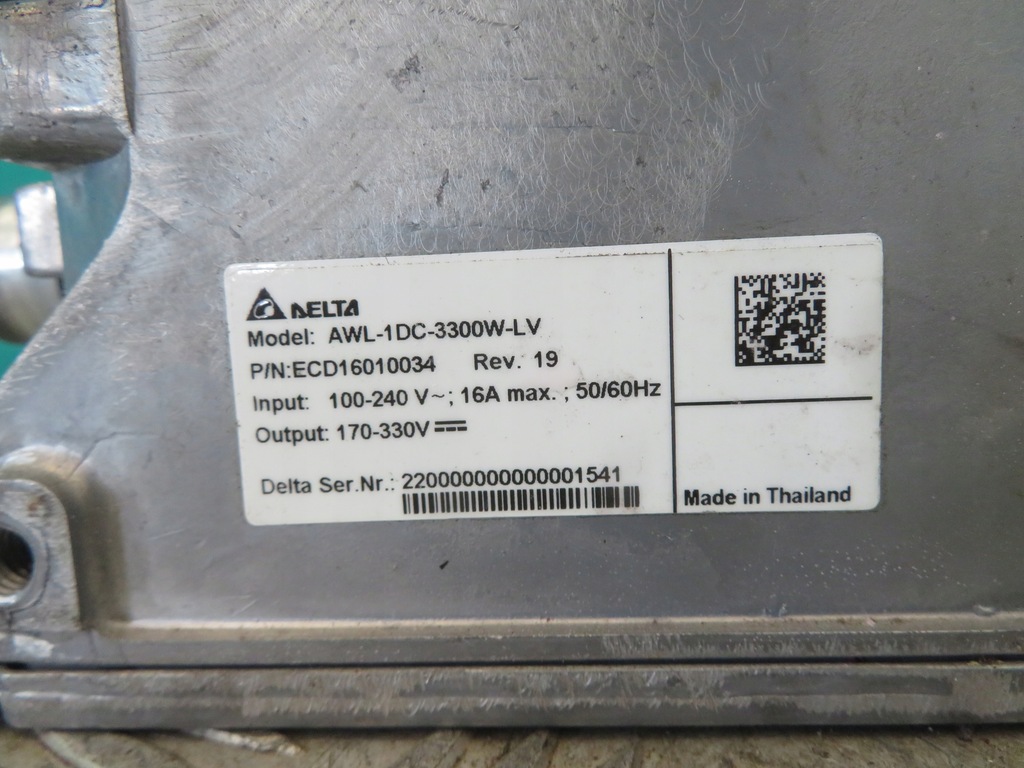 DELTA
Model: AWL-1DC-3300W-LV
P/N:ECD16010034 Rev. 19
Input: 100-240 V~; 16A max. ; 50/60Hz
Output: 170-330V⎓
Delta Ser.Nr.: 220000000000001541
Made in Thailand